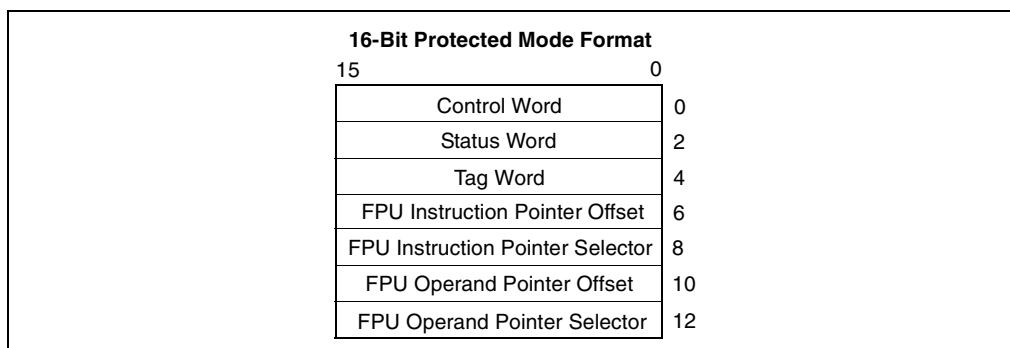 16-Bit Protected Mode Format
15 0
Control Word 0
Status Word 2
Tag Word 4
FPU Instruction Pointer Offset 6
FPU Instruction Pointer Selector 8
FPU Operand Pointer Offset 10
FPU Operand Pointer Selector 12